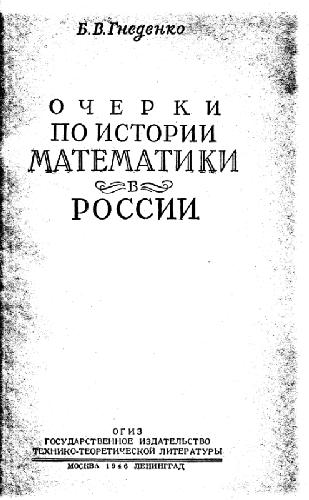 Б. В. Гнеденко
ОЧЕРКИ
ПО ИСТОРИИ
МАТЕМАТИКИ
В
РОССИИ
ОГИЗ
ГОСУДАРСТВЕННОЕ ИЗДАТЕЛЬСТВО
ТЕХНИКО-ТЕОРЕТИЧЕСКОЙ ЛИТЕРАТУРЫ
МОСКВА 1946 ЛЕНИНГРАД